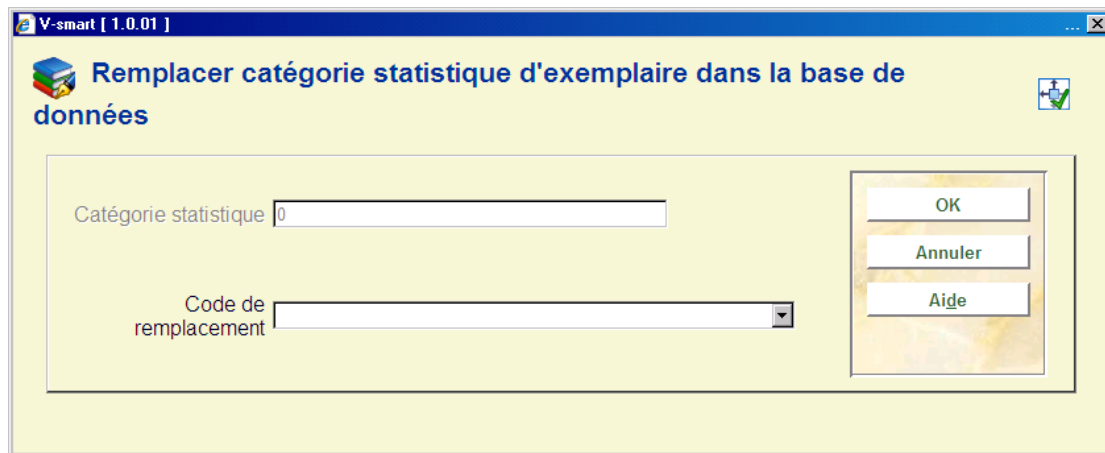 V-smart [ 1.0.01 ]
...
Remplacer catégorie statistique d'exemplaire dans la base de
données
Catégorie statistique 0
Code de
remplacement
OK
Annuler
Aide